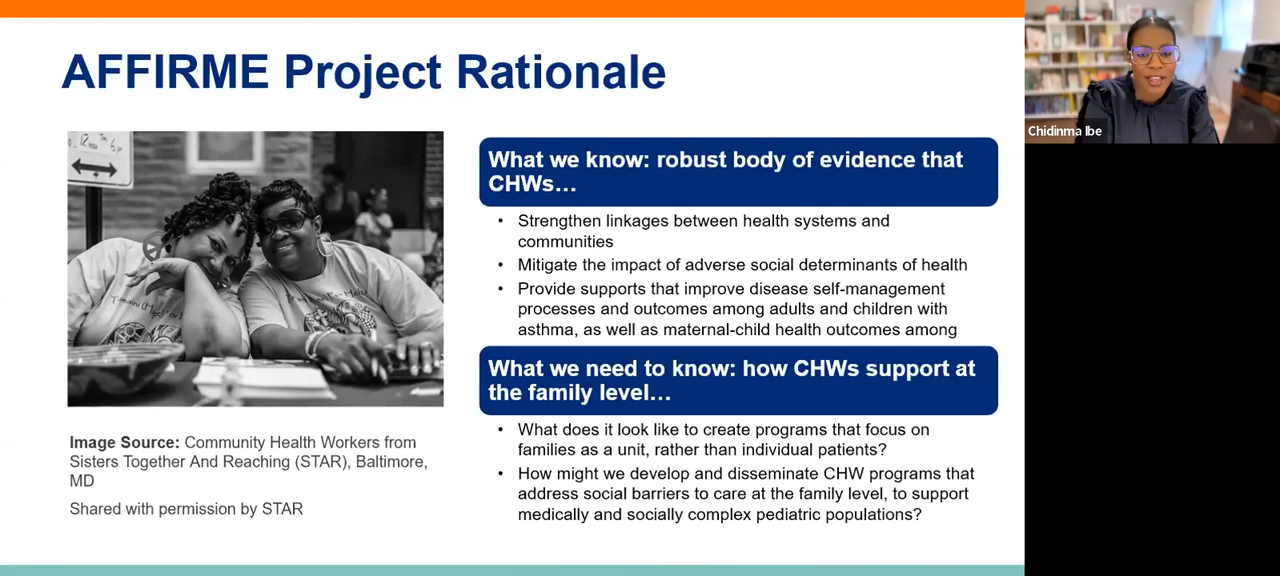 AFFIRME Project Rationale
What we know: robust body of evidence that
CHWs...
• Strengthen linkages between health systems and
communities
• Mitigate the impact of adverse social determinants of health
• Provide supports that improve disease self-management
processes and outcomes among adults and children with
asthma, as well as maternal-child health outcomes among
What we need to know: how CHWs support at
the family level...
• What does it look like to create programs that focus on
families as a unit, rather than individual patients?
• How might we develop and disseminate CHW programs that
address social barriers to care at the family level, to support
medically and socially complex pediatric populations?
Image Source: Community Health Workers from
Sisters Together And Reaching (STAR), Baltimore,
MD
Shared with permission by STAR
Chidinma Ibe